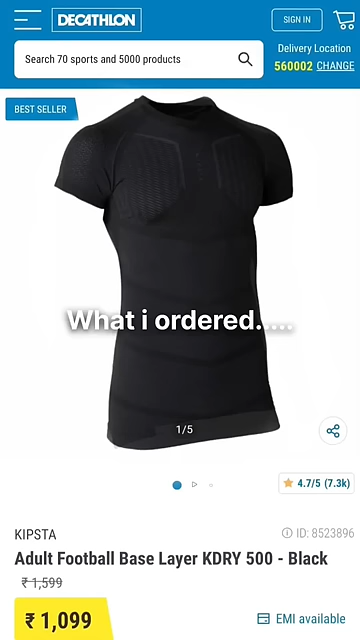 DECATHLON
SIGN IN
Search 70 sports and 5000 products
Delivery Location
560002 CHANGE
BEST SELLER
What i ordered.....
1/5
4.7/5 (7.3k)
KIPSTA
ID: 8523896
Adult Football Base Layer KDRY 500 - Black
₹ 1,599
₹ 1,099
EMI available